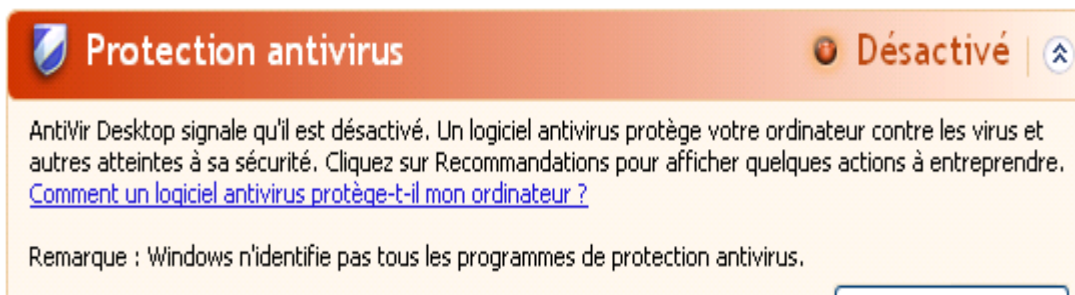 Protection antivirus
Désactivé
AntiVir Desktop signale qu'il est désactivé. Un logiciel antivirus protège votre ordinateur contre les virus et
autres atteintes à sa sécurité. Cliquez sur Recommandations pour afficher quelques actions à entreprendre.
Comment un logiciel antivirus protège-t-il mon ordinateur ?
Remarque : Windows n'identifie pas tous les programmes de protection antivirus.